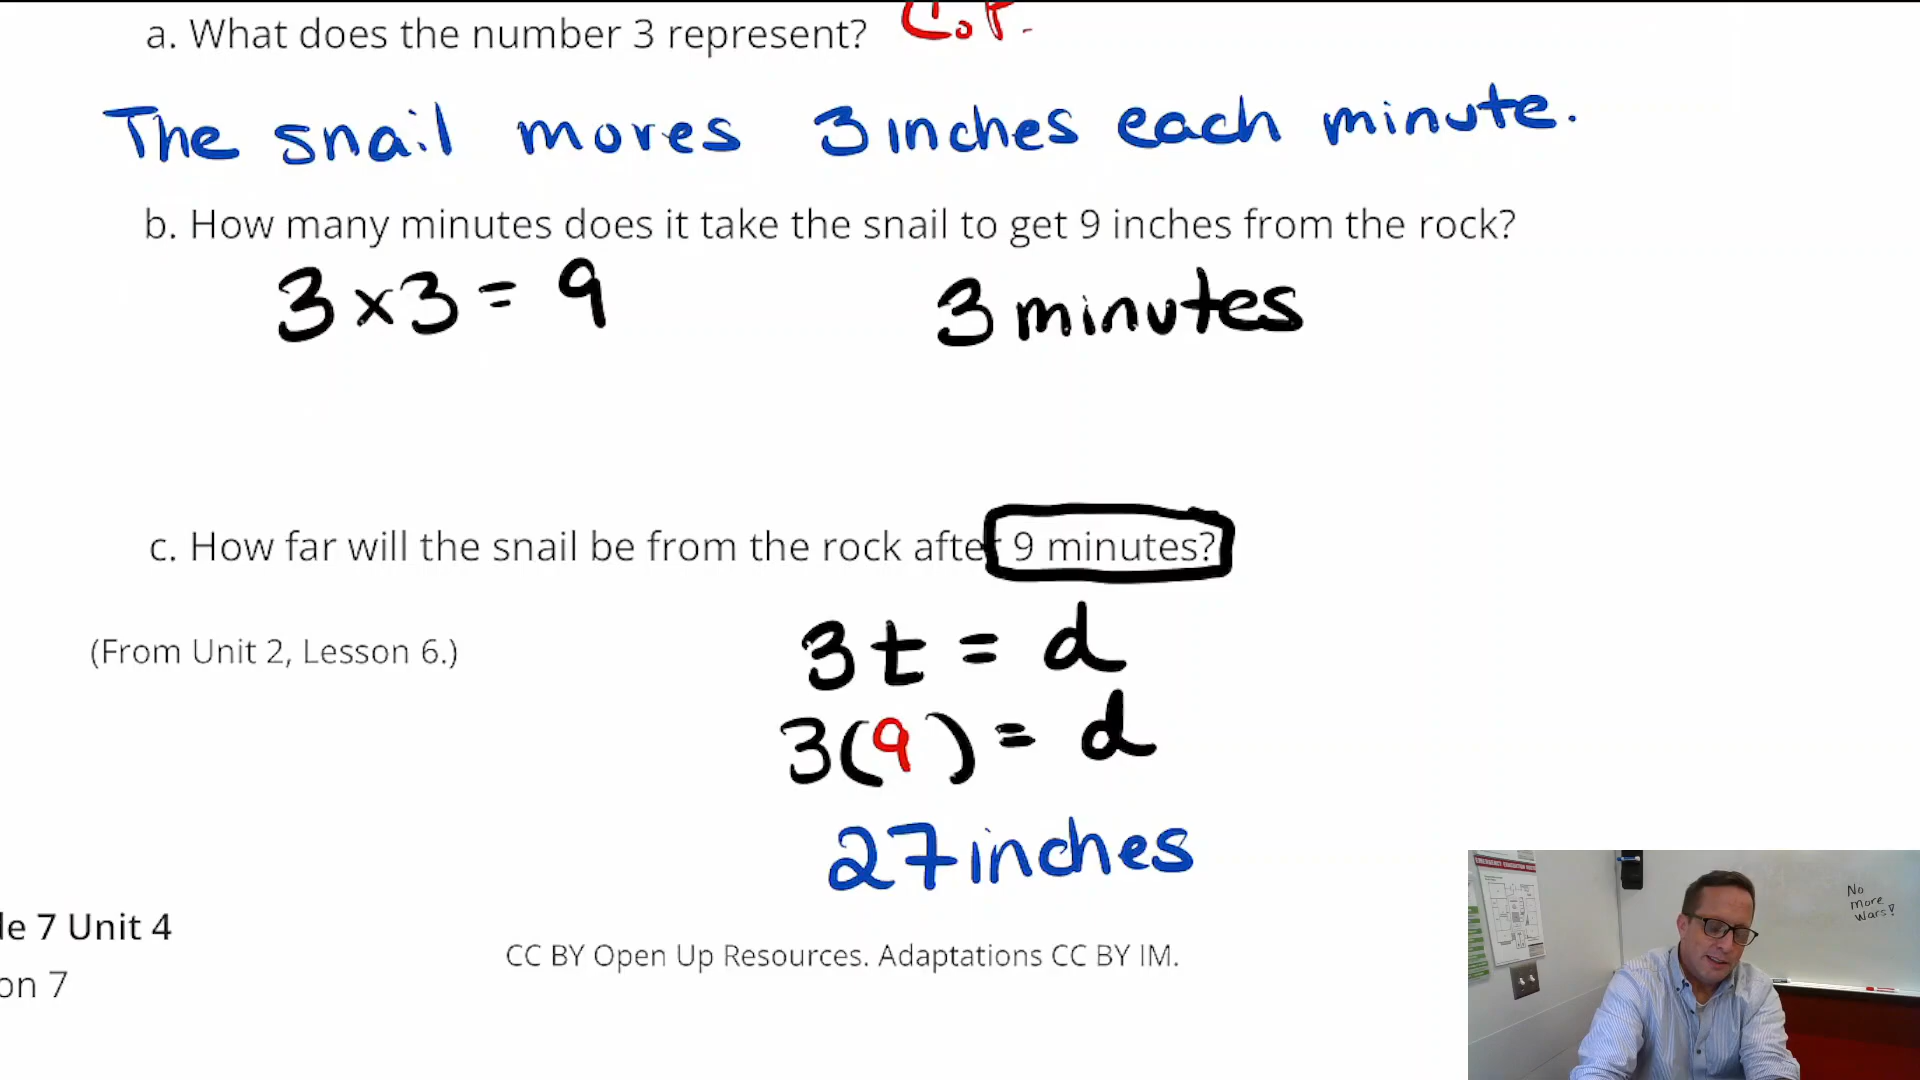 a. What does the number 3 represent? C.o.P.
The snail moves 3 inches each minute.
b. How many minutes does it take the snail to get 9 inches from the rock?
3 x 3 = 9 3 minutes
c. How far will the snail be from the rock after 9 minutes?
(From Unit 2, Lesson 6.)
3t = d
3(9) = d
27 inches
le 7 Unit 4
on 7
CC BY Open Up Resources. Adaptations CC BY IM.
No
more
wars!